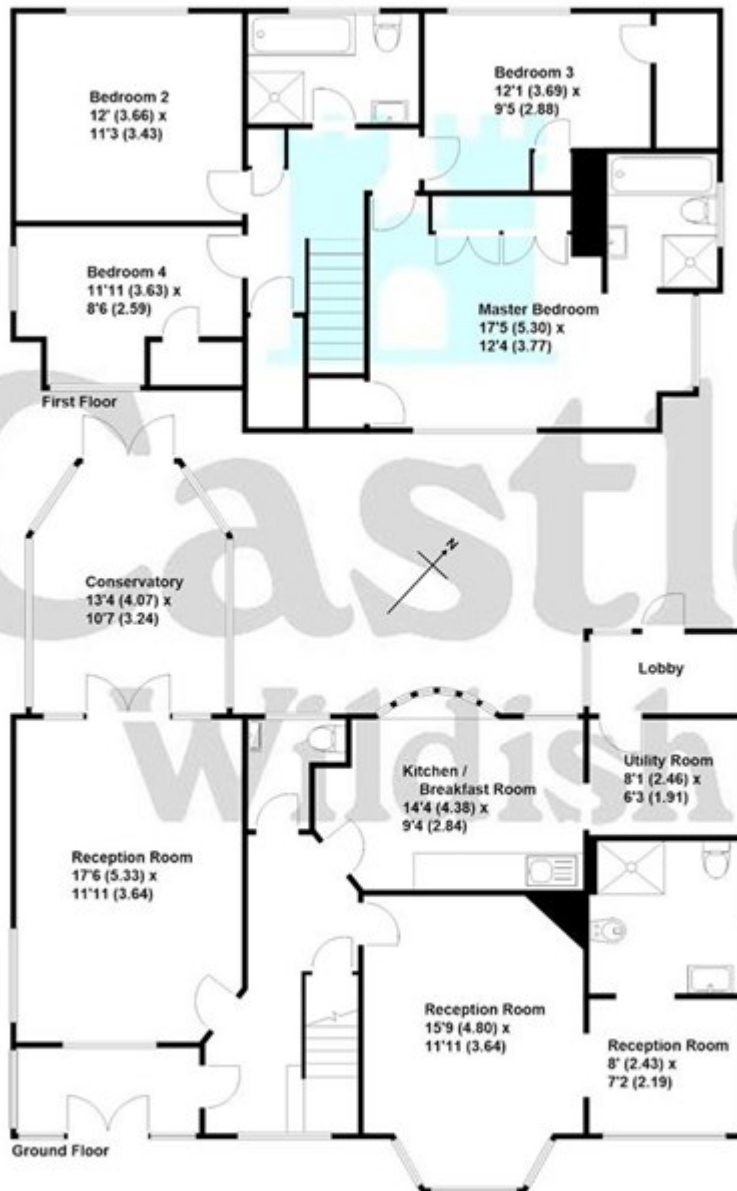 Bedroom 2
12' (3.66) x
11'3 (3.43)
Bedroom 3
12'1 (3.69) x
9'5 (2.88)
Bedroom 4
11'11 (3.63) x
8'6 (2.59)
Master Bedroom
17'5 (5.30) x
12'4 (3.77)
First Floor
Castle
Conservatory
13'4 (4.07) x
10'7 (3.24)
N
Lobby
Wildish
Kitchen /
Breakfast Room
14'4 (4.38) x
9'4 (2.84)
Utility Room
8'1 (2.46) x
6'3 (1.91)
Reception Room
17'6 (5.33) x
11'11 (3.64)
Reception Room
15'9 (4.80) x
11'11 (3.64)
Reception Room
8' (2.43) x
7'2 (2.19)
Ground Floor